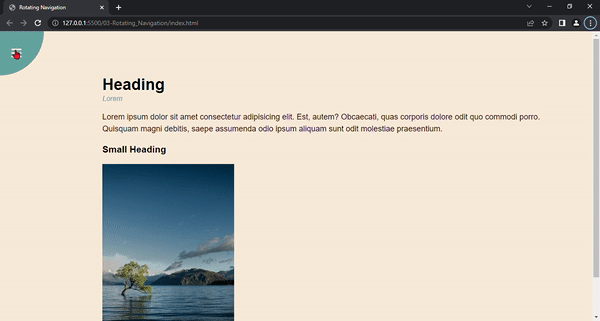 Rotating Navigation
127.0.0.1:5500/03-Rotating_Navigation/index.html
Heading
Lorem
Lorem ipsum dolor sit amet consectetur adipisicing elit. Est, autem? Obcaecati, quas corporis dolore odit quo commodi porro.
Quisquam magni debitis, saepe assumenda odio ipsum aliquam sunt odit molestiae praesentium.
Small Heading